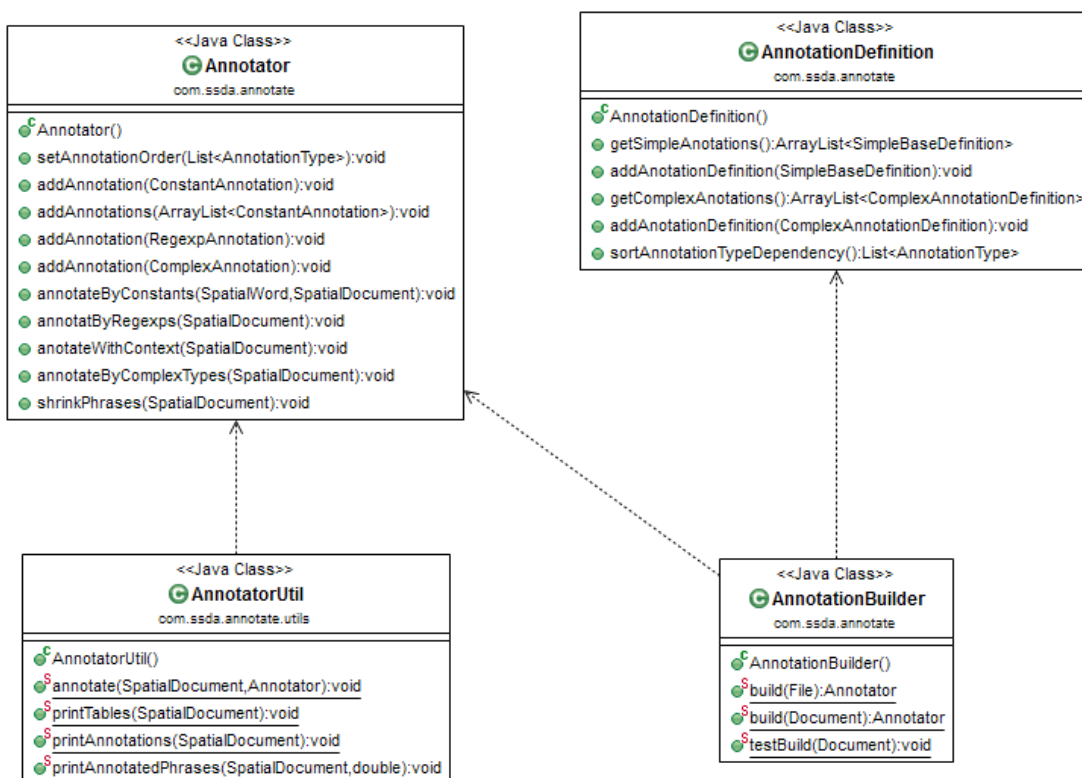 <<Java Class>>
Annotator
com.ssda.annotate
Annotator()
setAnnotationOrder(List<AnnotationType>):void
addAnnotation(ConstantAnnotation):void
addAnnotations(ArrayList<ConstantAnnotation>):void
addAnnotation(RegexpAnnotation):void
addAnnotation(ComplexAnnotation):void
annotateByConstants(SpatialWord,SpatialDocument):void
annotatByRegexps(SpatialDocument):void
anotateWithContext(SpatialDocument):void
annotateByComplexTypes(SpatialDocument):void
shrinkPhrases(SpatialDocument):void
<<Java Class>>
AnnotationDefinition
com.ssda.annotate
AnnotationDefinition()
getSimpleAnotations():ArrayList<SimpleBaseDefinition>
addAnotationDefinition(SimpleBaseDefinition):void
getComplexAnotations():ArrayList<ComplexAnnotationDefinition>
addAnotationDefinition(ComplexAnnotationDefinition):void
sortAnnotationTypeDependency():List<AnnotationType>
<<Java Class>>
AnnotatorUtil
com.ssda.annotate.utils
AnnotatorUtil()
annotate(SpatialDocument,Annotator):void
printTables(SpatialDocument):void
printAnnotations(SpatialDocument):void
printAnnotatedPhrases(SpatialDocument,double):void
<<Java Class>>
AnnotationBuilder
com.ssda.annotate
AnnotationBuilder()
build(File):Annotator
build(Document):Annotator
testBuild(Document):void